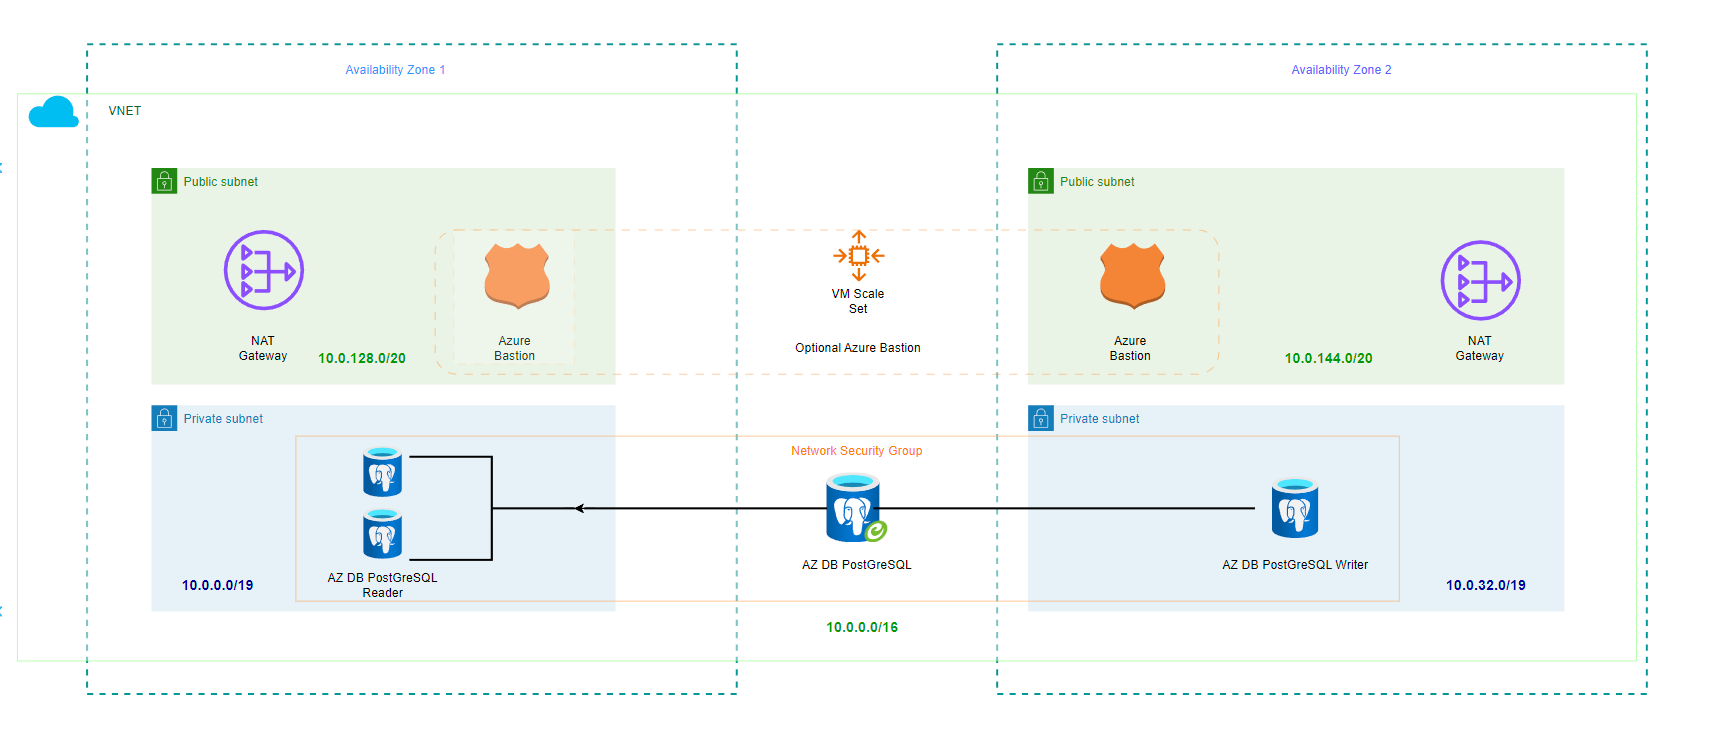 Availability Zone 1
Availability Zone 2
VNET
Public subnet
Public subnet
NAT
Gateway
10.0.128.0/20
Azure
Bastion
VM Scale
Set
Optional Azure Bastion
Azure
Bastion
10.0.144.0/20
NAT
Gateway
Private subnet
Private subnet
Network Security Group
AZ DB PostGreSQL
Reader
10.0.0.0/19
AZ DB PostGreSQL
AZ DB PostGreSQL Writer
10.0.32.0/19
10.0.0.0/16